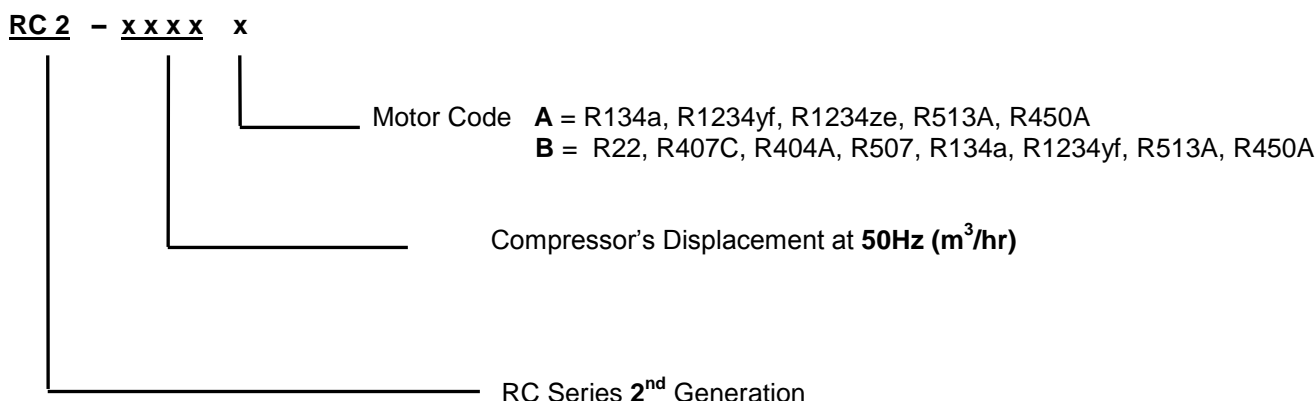 RC 2 – x x x x x
Motor Code A = R134a, R1234yf, R1234ze, R513A, R450A
B = R22, R407C, R404A, R507, R134a, R1234yf, R513A, R450A
Compressor's Displacement at 50Hz (m³/hr)
RC Series 2ⁿᵈ Generation